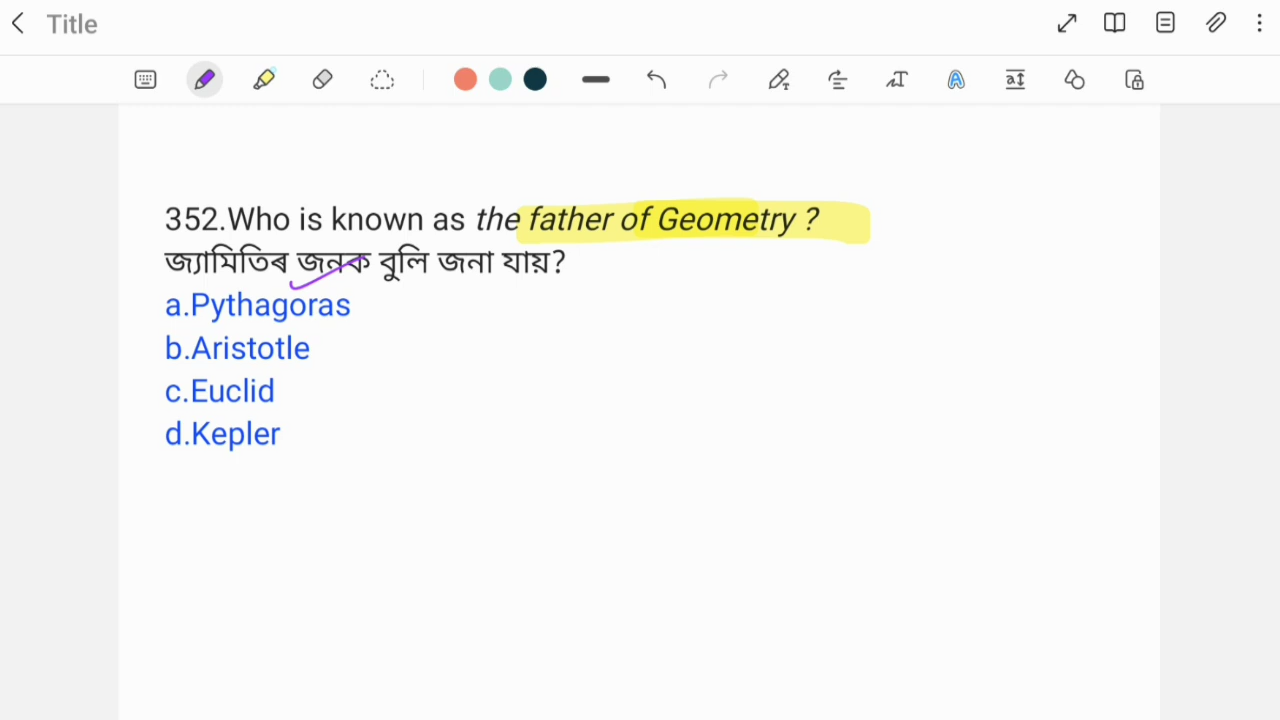 Title
352.Who is known as the father of Geometry ?
জ্যামিতিৰ জনক বুলি জনা যায়?
a.Pythagoras
b.Aristotle
c.Euclid
d.Kepler